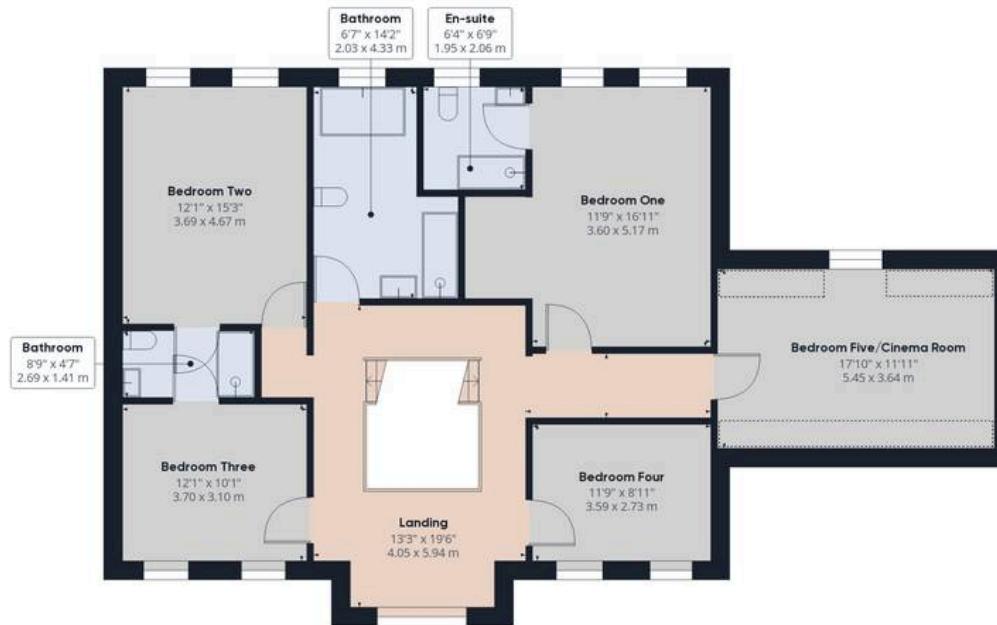 Bathroom
6'7" x 14'2"
2.03 x 4.33 m
En-suite
6'4" x 6'9"
1.95 x 2.06 m
Bedroom Two
12'1" x 15'3"
3.69 x 4.67 m
Bedroom One
11'9" x 16'11"
3.60 x 5.17 m
Bathroom
8'9" x 4'7"
2.69 x 1.41 m
Bedroom Five/Cinema Room
17'10" x 11'11"
5.45 x 3.64 m
Bedroom Three
12'1" x 10'1"
3.70 x 3.10 m
Bedroom Four
11'9" x 8'11"
3.59 x 2.73 m
Landing
13'3" x 19'6"
4.05 x 5.94 m